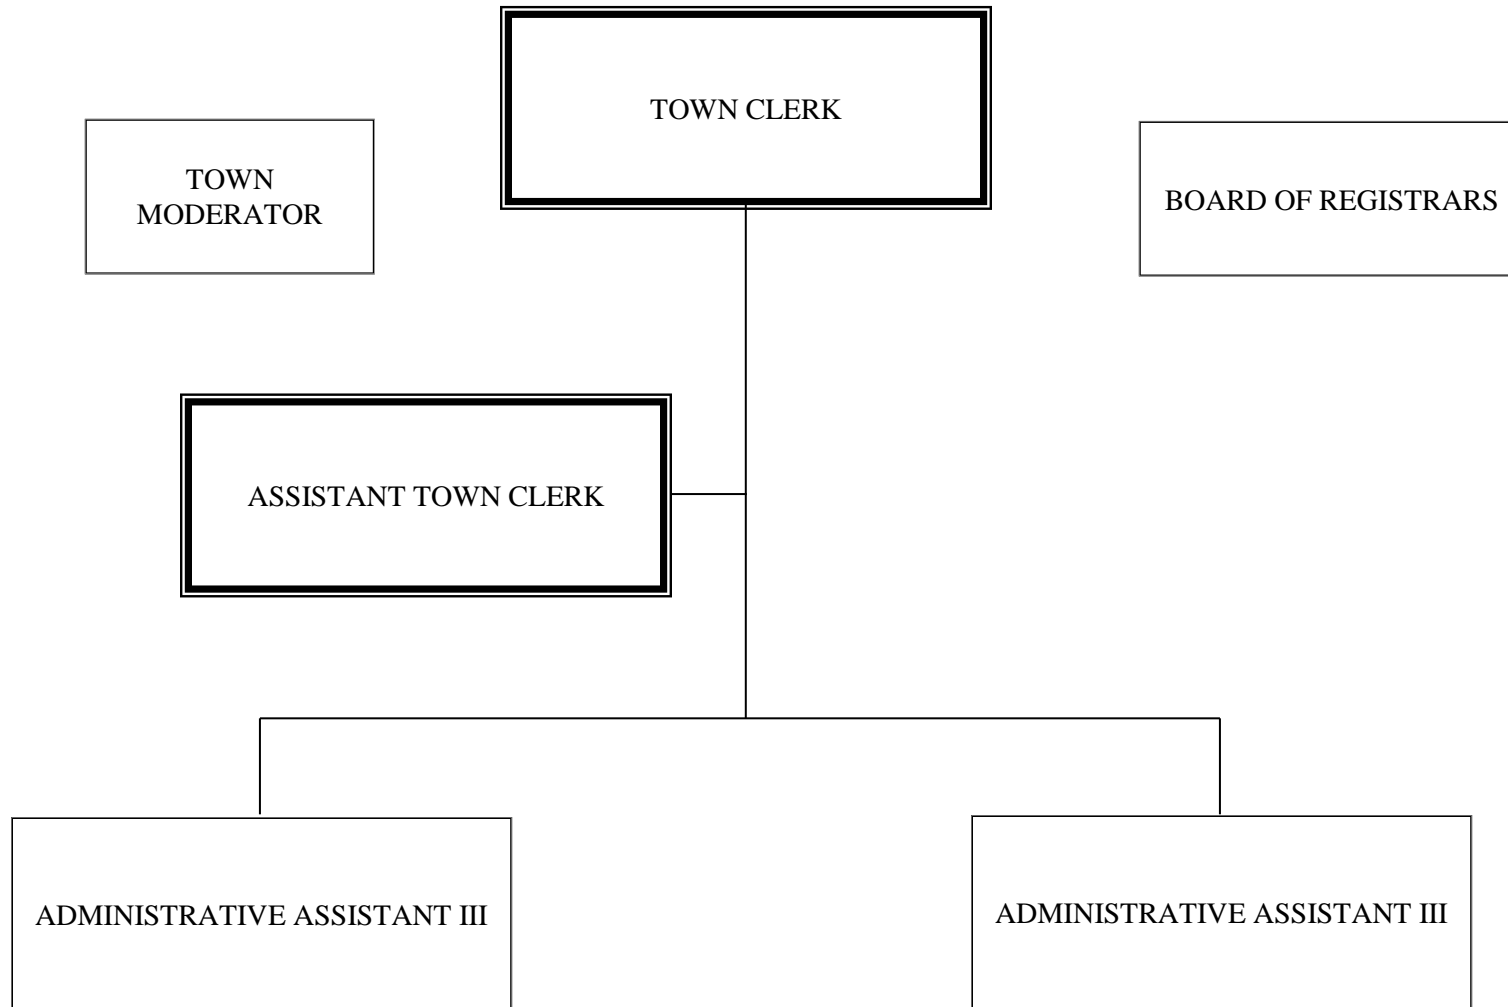 TOWN CLERK
TOWN
MODERATOR
BOARD OF REGISTRARS
ASSISTANT TOWN CLERK
ADMINISTRATIVE ASSISTANT III
ADMINISTRATIVE ASSISTANT III